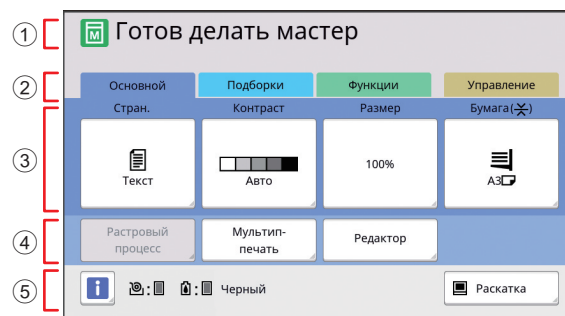 ① Готов делать мастер
② Основной Подборки Функции Управление
Стран. Контраст Размер Бумага(⚹)
③ Текст Авто 100% A3
④ Растровый процесс Мультип-печать Редактор
⑤ i Черный Раскатка